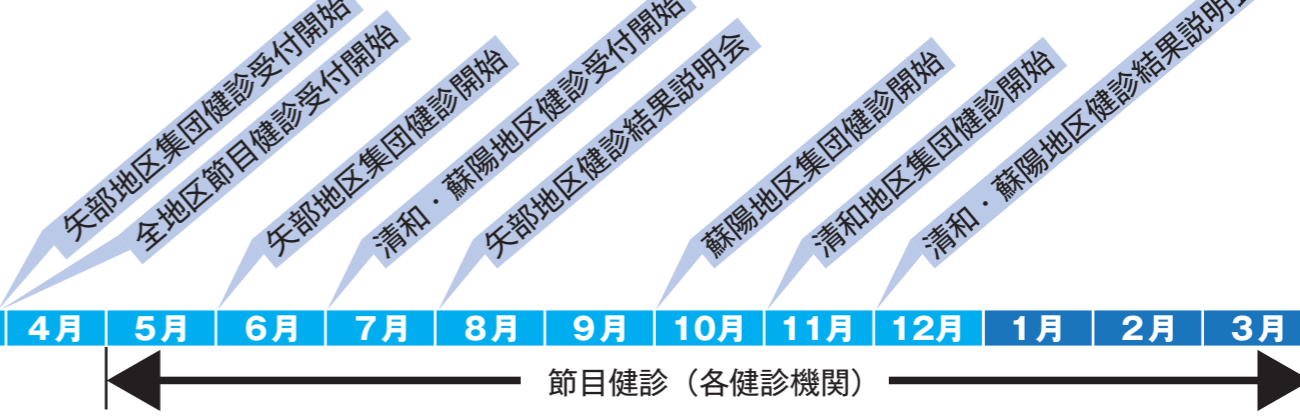 矢部地区集団健診受付開始
全地区節目健診受付開始
矢部地区集団健診開始
清和・蘇陽地区健診受付開始
矢部地区健診結果説明会
蘇陽地区集団健診開始
清和地区集団健診開始
清和・蘇陽地区健診結果説明会
4月 5月 6月 7月 8月 9月 10月 11月 12月 1月 2月 3月
節目健診（各健診機関）